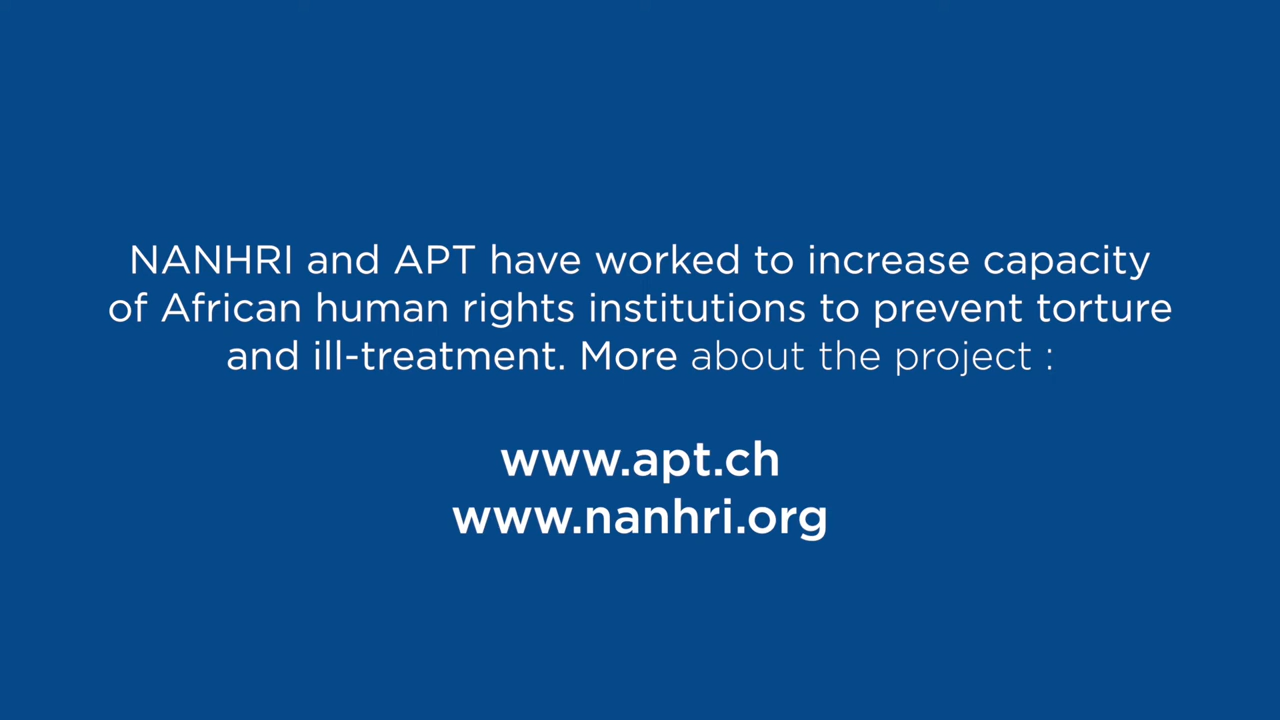 NANHRI and APT have worked to increase capacity
of African human rights institutions to prevent torture
and ill-treatment. More about the project :
www.apt.ch
www.nanhri.org